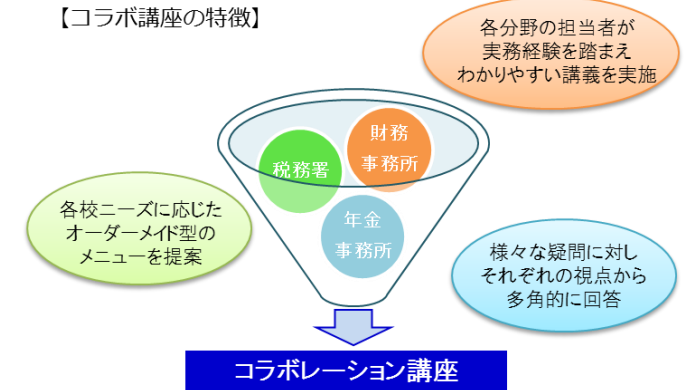 【コラボ講座の特徴】
各分野の担当者が
実務経験を踏まえ
わかりやすい講義を実施
財務
事務所
税務署
年金
事務所
各校ニーズに応じた
オーダーメイド型の
メニューを提案
様々な疑問に対し
それぞれの視点から
多角的に回答
コラボレーション講座